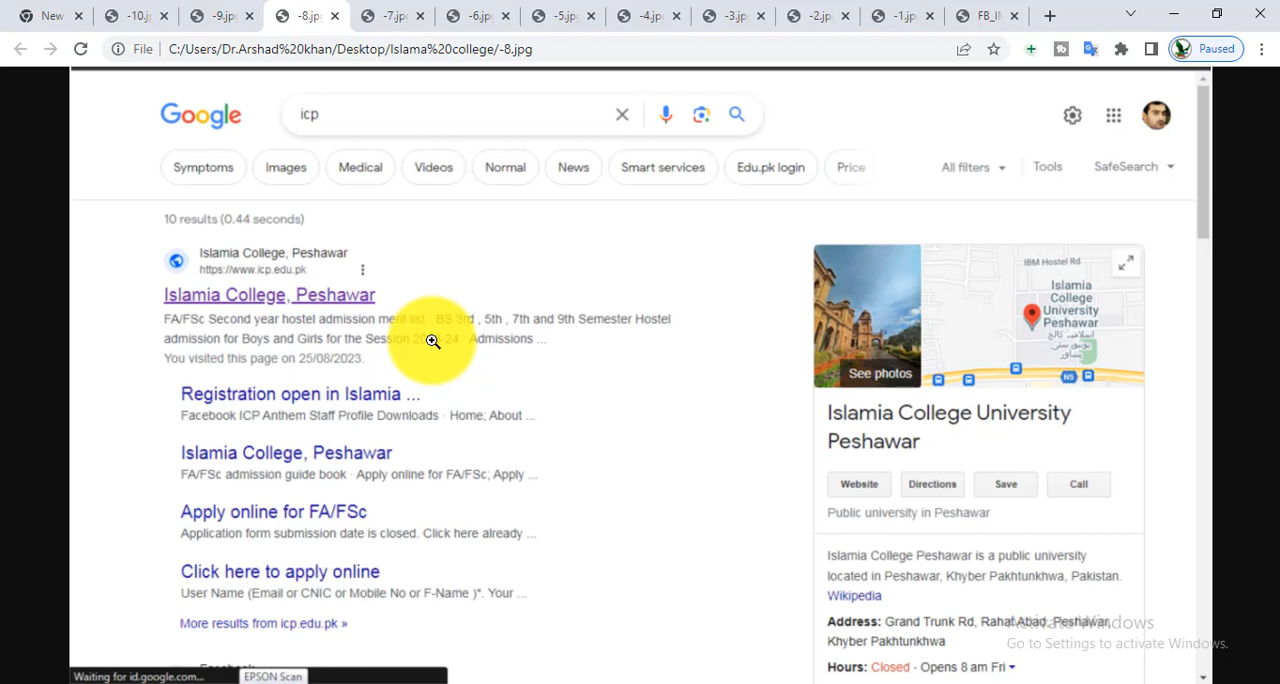 New
-10.j
-9.jp
-8.jp
-7.jp
-6.jp
-5.jp
-4.jp
-3.jp
-2.jp
-1.jp
FB_I
File
C:/Users/Dr.Arshad%20khan/Desktop/Islama%20college/-8.jpg
Paused
Google
icp
Symptoms
Images
Medical
Videos
Normal
News
Smart services
Edu.pk login
Price
All filters
Tools
SafeSearch
10 results (0.44 seconds)
Islamia College, Peshawar
https://www.icp.edu.pk
Islamia College, Peshawar
FA/FSc Second year hostel admission merit list BS 3rd , 5th , 7th and 9th Semester Hostel
admission for Boys and Girls for the Session 24 Admissions ...
You visited this page on 25/08/2023.
Registration open in Islamia ...
Facebook ICP Anthem Staff Profile Downloads · Home; About ...
Islamia College, Peshawar
FA/FSc admission guide book · Apply online for FA/FSc; Apply ...
Apply online for FA/FSc
Application form submission date is closed. Click here already ...
Click here to apply online
User Name (Email or CNIC or Mobile No or F-Name )*. Your ...
More results from icp.edu.pk »
Facebook
Waiting for id.google.com...
EPSON Scan
See photos
IBM Hostel Rd
Islamia
College
University
Peshawar
اسلامیہ کالج
یونیورسٹی
پشاور
N5
Islamia College University
Peshawar
Website
Directions
Save
Call
Public university in Peshawar
Islamia College Peshawar is a public university
located in Peshawar, Khyber Pakhtunkhwa, Pakistan.
Wikipedia
Address: Grand Trunk Rd, Rahat Abad, Peshawar,
Khyber Pakhtunkhwa
Hours: Closed · Opens 8 am Fri
Activate Windows
Go to Settings to activate Windows.